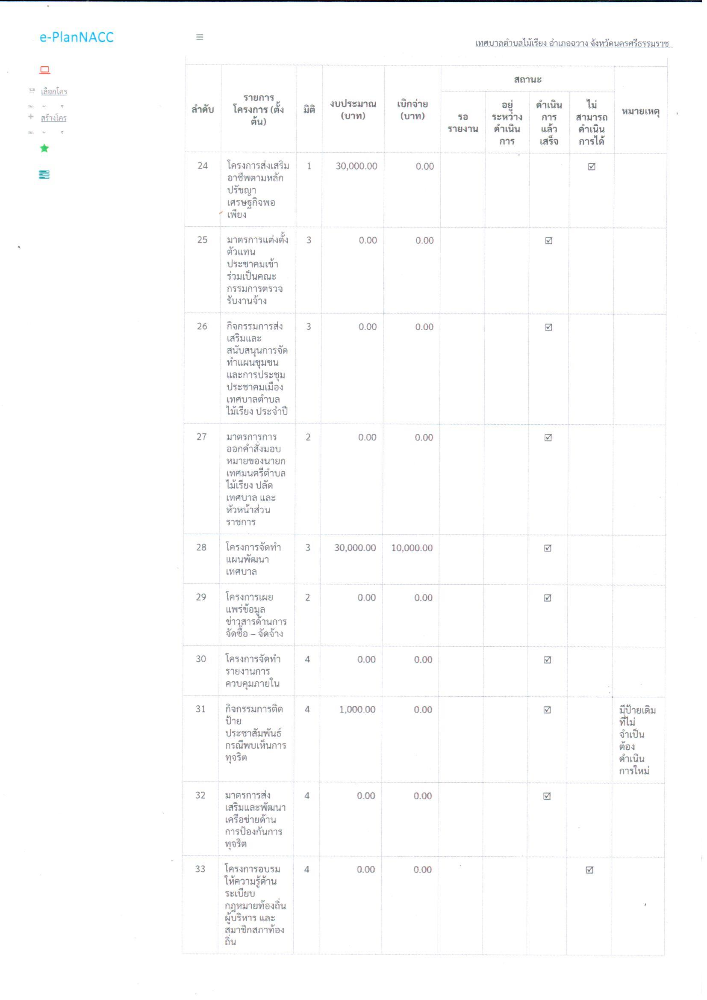 e-PlanNACC
เทศบาลตำบลไม้เรียง อำเภอฉวาง จังหวัดนครศรีธรรมราช
เลือกโคร
สร้างโคร
ลำดับ
รายการ
โครงการ (ตั้ง
ต้น)
มิติ
งบประมาณ
(บาท)
เบิกจ่าย
(บาท)
สถานะ
รอ
รายงาน
อยู่
ระหว่าง
ดำเนิน
การ
ดำเนิน
การ
แล้ว
เสร็จ
ไม่
สามารถ
ดำเนิน
การได้
หมายเหตุ
24 โครงการส่งเสริม 1 30,000.00 0.00 ☑
อาชีพตามหลัก
ปรัชญา
เศรษฐกิจพอ
เพียง
25 มาตรการแต่งตั้ง 3 0.00 0.00 ☑
ตัวแทน
ประชาคมเข้า
ร่วมเป็นคณะ
กรรมการตรวจ
รับงานจ้าง
26 กิจกรรมการส่ง 3 0.00 0.00 ☑
เสริมและ
สนับสนุนการจัด
ทำแผนชุมชน
และการประชุม
ประชาคมเมือง
เทศบาลตำบล
ไม้เรียง ประจำปี
27 มาตรการการ 2 0.00 0.00 ☑
ออกคำสั่งมอบ
หมายของนายก
เทศมนตรีตำบล
ไม้เรียง ปลัด
เทศบาล และ
หัวหน้าส่วน
ราชการ
28 โครงการจัดทำ 3 30,000.00 10,000.00 ☑
แผนพัฒนา
เทศบาล
29 โครงการเผย 2 0.00 0.00 ☑
แพร่ข้อมูล
ข่าวสารด้านการ
จัดซื้อ – จัดจ้าง
30 โครงการจัดทำ 4 0.00 0.00 ☑
รายงานการ
ควบคุมภายใน
31 กิจกรรมการติด 4 1,000.00 0.00 ☑ มีป้ายเดิม
ป้าย ที่ไม่
ประชาสัมพันธ์ จำเป็น
กรณีพบเห็นการ ต้อง
ทุจริต ดำเนิน
การใหม่
32 มาตรการส่ง 4 0.00 0.00 ☑
เสริมและพัฒนา
เครือข่ายด้าน
การป้องกันการ
ทุจริต
33 โครงการอบรม 4 0.00 0.00 ☑
ให้ความรู้ด้าน
ระเบียบ
กฎหมายท้องถิ่น
ผู้บริหาร และ
สมาชิกสภาท้อง
ถิ่น